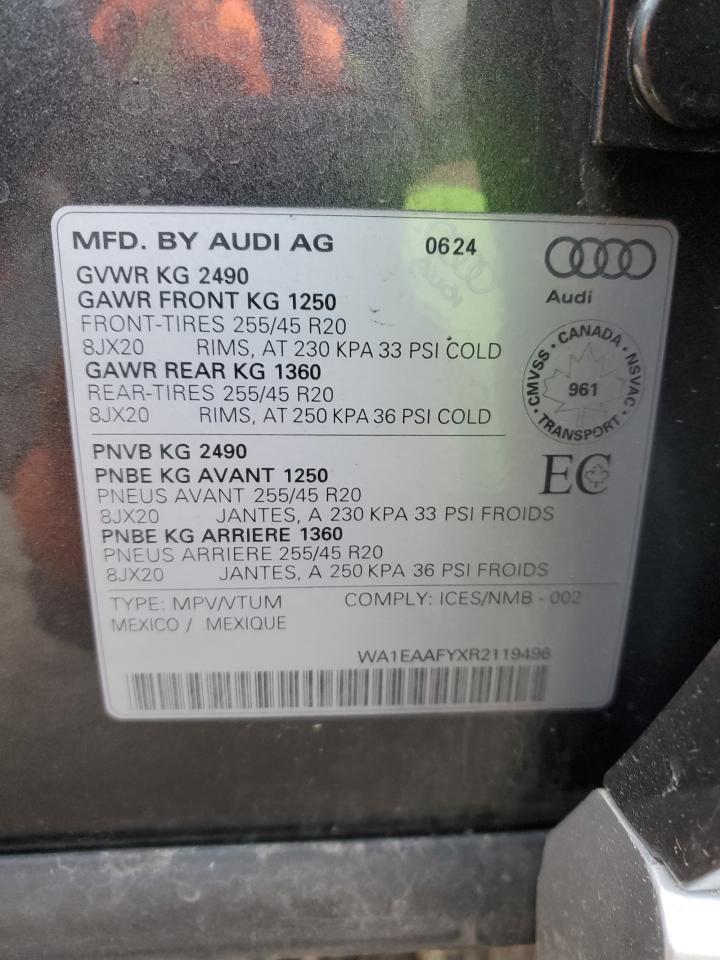 MFD. BY AUDI AG 0624
GVWR KG 2490
GAWR FRONT KG 1250
FRONT-TIRES 255/45 R20
8JX20 RIMS, AT 230 KPA 33 PSI COLD
GAWR REAR KG 1360
REAR-TIRES 255/45 R20
8JX20 RIMS, AT 250 KPA 36 PSI COLD
Audi
CMVSS • CANADA • NSVAC • TRANSPORT •
961
EC
PNVB KG 2490
PNBE KG AVANT 1250
PNEUS AVANT 255/45 R20
8JX20 JANTES, A 230 KPA 33 PSI FROIDS
PNBE KG ARRIERE 1360
PNEUS ARRIERE 255/45 R20
8JX20 JANTES, A 250 KPA 36 PSI FROIDS
TYPE: MPV/VTUM COMPLY: ICES/NMB - 002
MEXICO / MEXIQUE
WA1EAAFYXR2119496